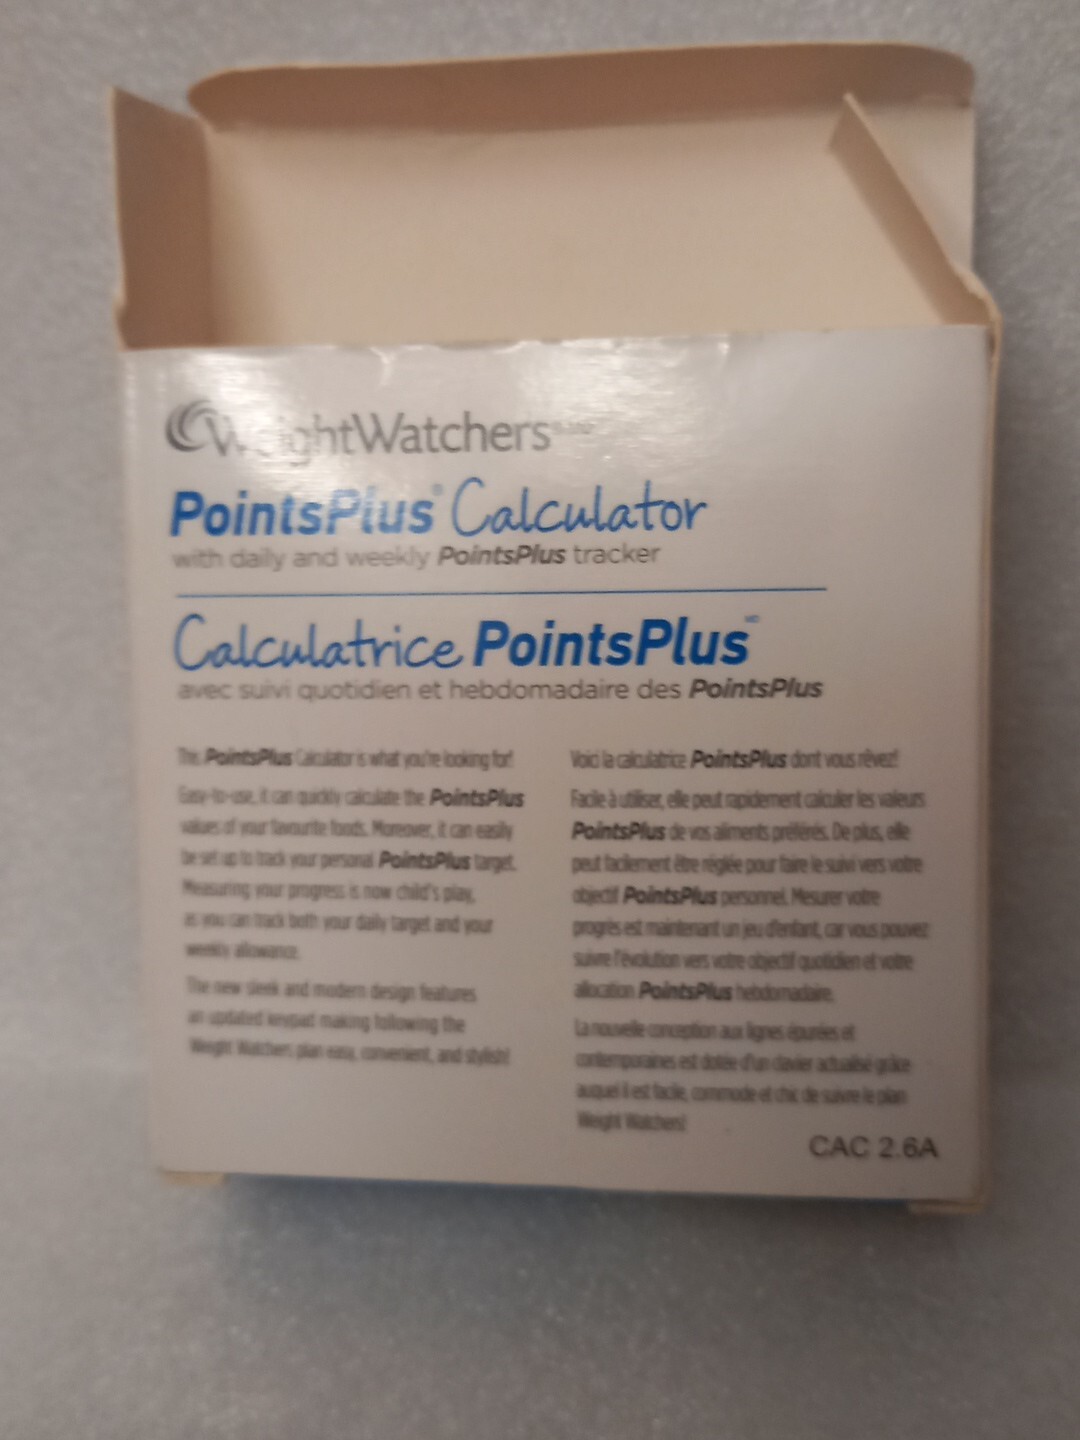 WeightWatchers
PointsPlus® Calculator
with daily and weekly PointsPlus tracker
Calculatrice PointsPlus MD
avec suivi quotidien et hebdomadaire des PointsPlus
This PointsPlus Calculator is what you're looking for!
Easy-to-use, it can quickly calculate the PointsPlus
values of your favourite foods. Moreover, it can easily
be set up to track your personal PointsPlus target.
Measuring your progress is now child's play,
as you can track both your daily target and your
weekly allowance.
The new sleek and modern design features
an updated keypad making following the
Weight Watchers plan easy, convenient, and stylish!
Voici la calculatrice PointsPlus dont vous rêvez!
Facile à utiliser, elle peut rapidement calculer les valeurs
PointsPlus de vos aliments préférés. De plus, elle
peut facilement être réglée pour faire le suivi vers votre
objectif PointsPlus personnel. Mesurer votre
progrès est maintenant un jeu d'enfant, car vous pouvez
suivre l'évolution vers votre objectif quotidien et votre
allocation PointsPlus hebdomadaire.
La nouvelle conception aux lignes épurées et
contemporaines est dotée d'un clavier actualisé grâce
auquel il est facile, commode et chic de suivre le plan
Weight Watchers!
CAC 2.6A